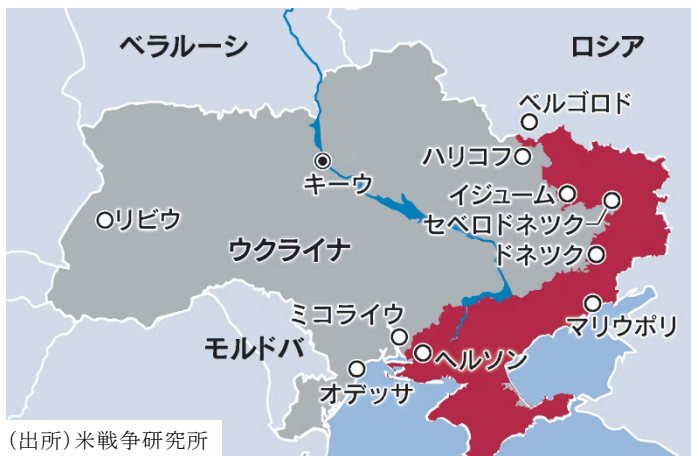 ベラルーシ
ロシア
ベルゴロド
ハリコフ
キーウ
イジューム
リビウ
セベロドネツク
ウクライナ
ドネツク
ミコライウ
マリウポリ
モルドバ
ヘルソン
オデッサ
(出所)米戦争研究所